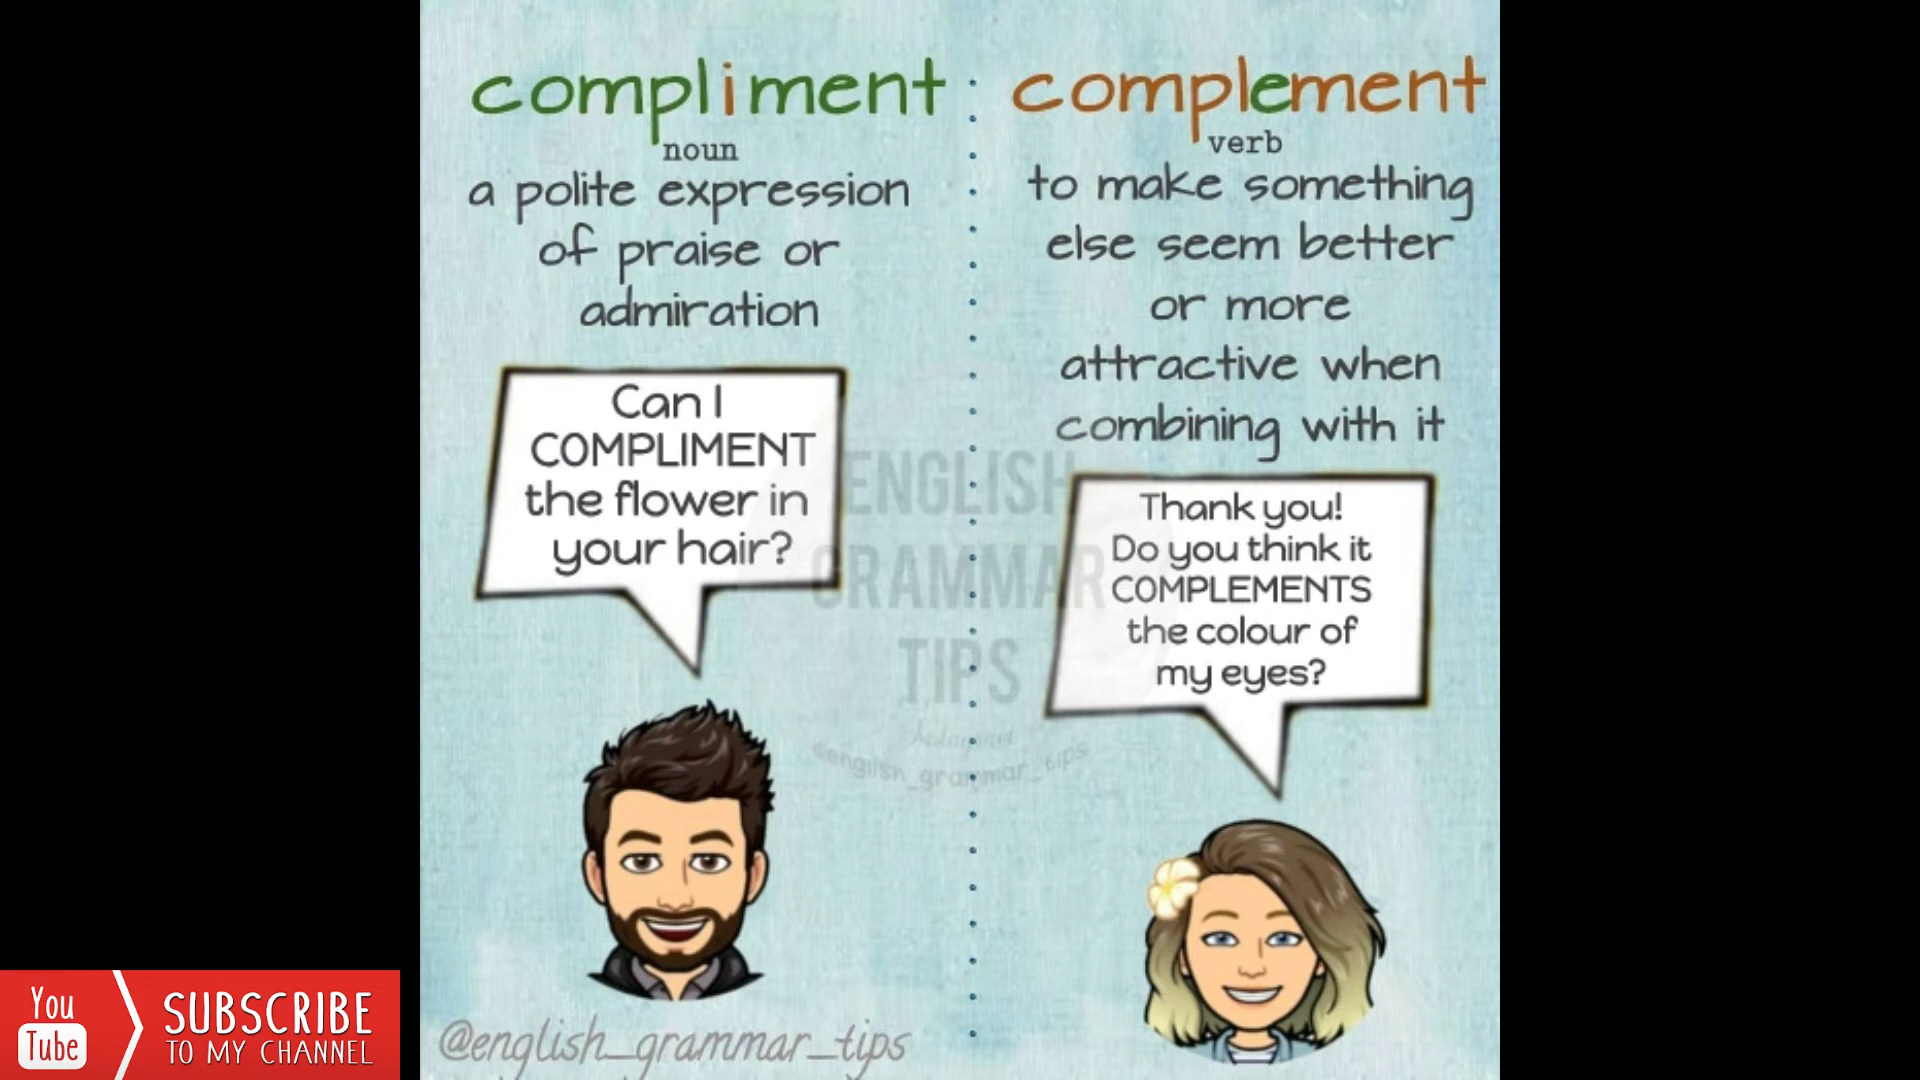 compliment
noun
a polite expression
of praise or
admiration
Can I
COMPLIMENT
the flower in
your hair?
complement
verb
to make something
else seem better
or more
attractive when
combining with it
Thank you!
Do you think it
COMPLEMENTS
the colour of
my eyes?
ENGLISH
GRAMMAR
TIPS
@english_grammar_tips
@english_grammar_tips
You
Tube
SUBSCRIBE
TO MY CHANNEL